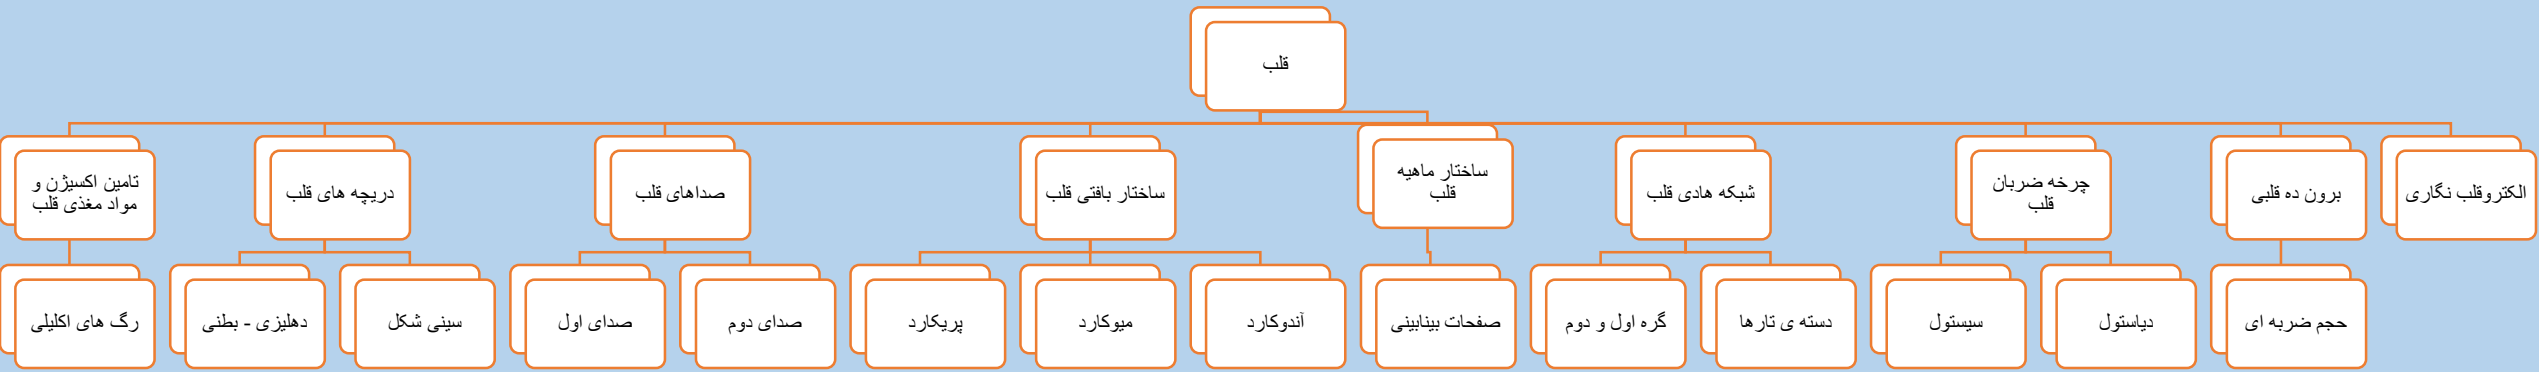 قلب
الکتروقلب نگاری
برون ده قلبی
چرخه ضربان
قلب
شبکه هادی قلب
ساختار ماهیه
قلب
ساختار بافتی قلب
صداهای قلب
دریچه های قلب
تامین اکسیژن و
مواد مغذی قلب
حجم ضربه ای
دیاستول
سیستول
دسته ی تارها
گره اول و دوم
صفحات بینابینی
آندوکارد
میوکارد
پریکارد
صدای دوم
صدای اول
سینی شکل
دهلیزی - بطنی
رگ های اکلیلی